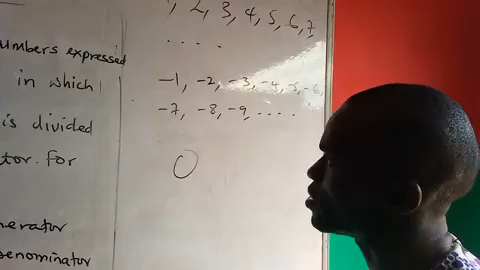 umbers expressed
in which
is divided
tor. For
nerator
enominator
, 2, 3, 4, 5, 6, 7,
. . . .
-1, -2, -3, -4, -5, -6,
-7, -8, -9, . . . .
0